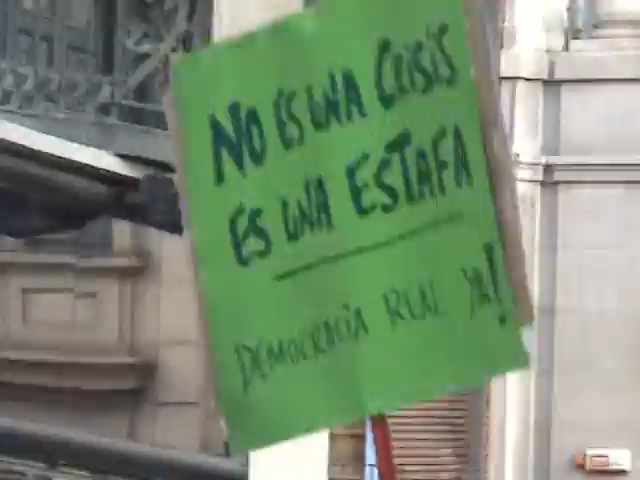 NO ES UNA CRISIS
ES UNA ESTAFA
DEMOCRACIA REAL YA!